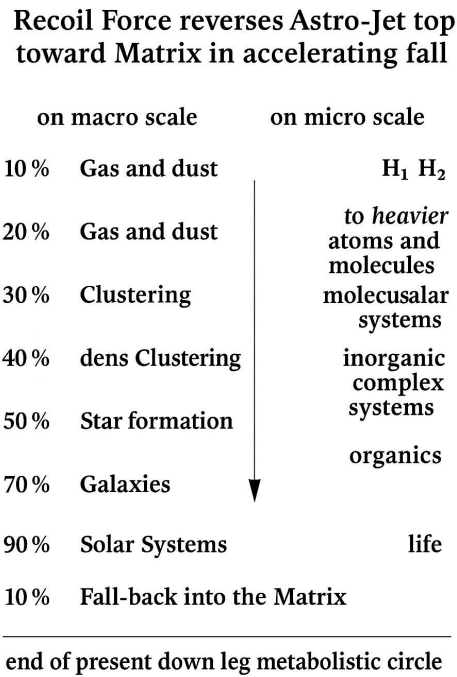 Recoil Force reverses Astro-Jet top
toward Matrix in accelerating fall
on macro scale on micro scale
10 % Gas and dust H₁ H₂
20 % Gas and dust
to heavier
atoms and
molecules
30 % Clustering molecusalar
systems
40 % dens Clustering inorganic
complex
systems
50 % Star formation
organics
70 % Galaxies
90 % Solar Systems life
10 % Fall-back into the Matrix
end of present down leg metabolistic circle